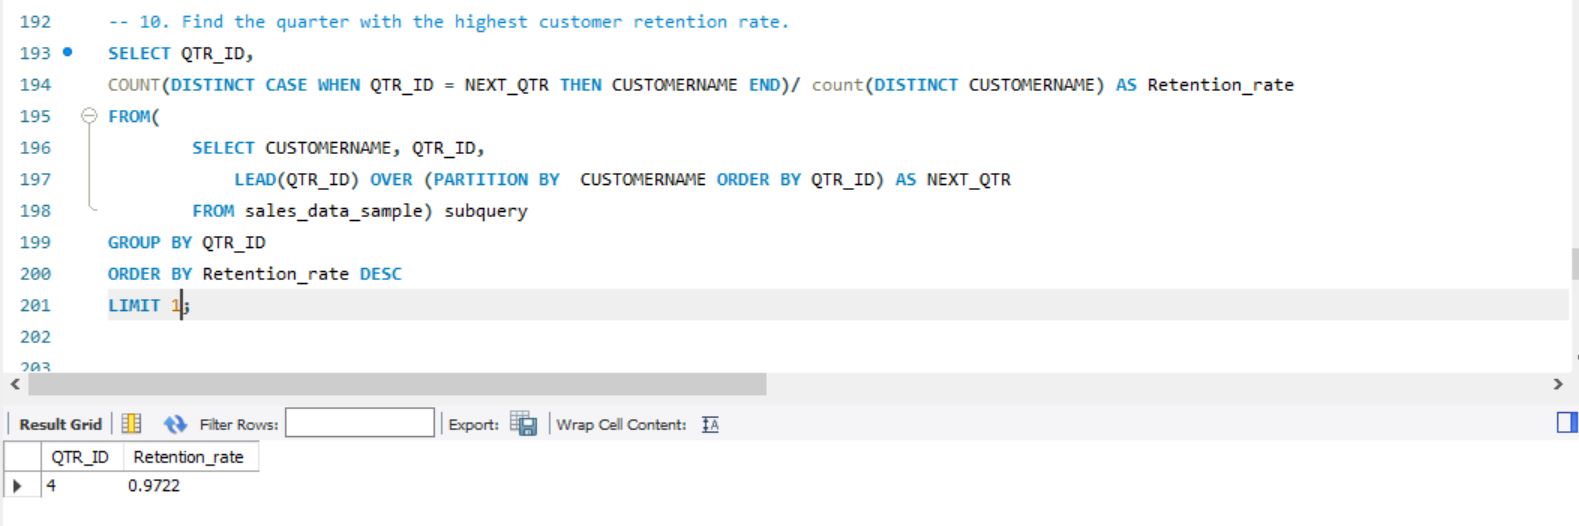 192 -- 10. Find the quarter with the highest customer retention rate.
193 SELECT QTR_ID,
194 COUNT(DISTINCT CASE WHEN QTR_ID = NEXT_QTR THEN CUSTOMERNAME END)/ count(DISTINCT CUSTOMERNAME) AS Retention_rate
195 FROM(
196 SELECT CUSTOMERNAME, QTR_ID,
197 LEAD(QTR_ID) OVER (PARTITION BY  CUSTOMERNAME ORDER BY QTR_ID) AS NEXT_QTR
198 FROM sales_data_sample) subquery
199 GROUP BY QTR_ID
200 ORDER BY Retention_rate DESC
201 LIMIT 1;
202
203
Result Grid Filter Rows: Export: Wrap Cell Content: IA
QTR_ID Retention_rate
4 0.9722